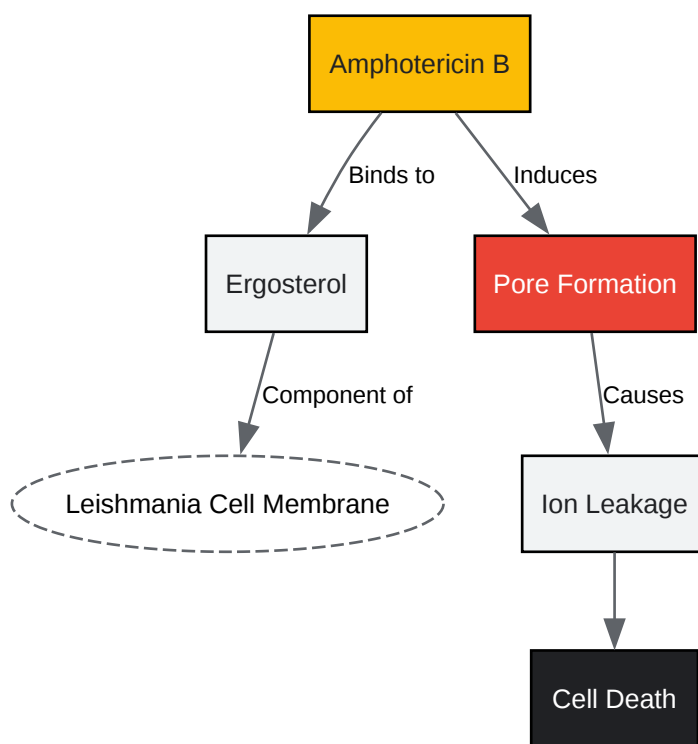 Amphotericin B
Binds to
Induces
Ergosterol
Pore Formation
Component of
Causes
Leishmania Cell Membrane
Ion Leakage
Cell Death